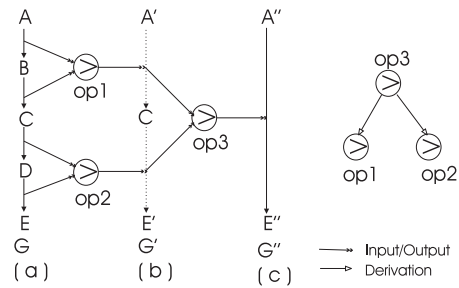 A A′ A″
op3
B > >
op1
C C > >
op3
D > > >
op1 op2
op2
E E′ E″
G G′ G″
Input/Output
(a) (b) (c)
Derivation